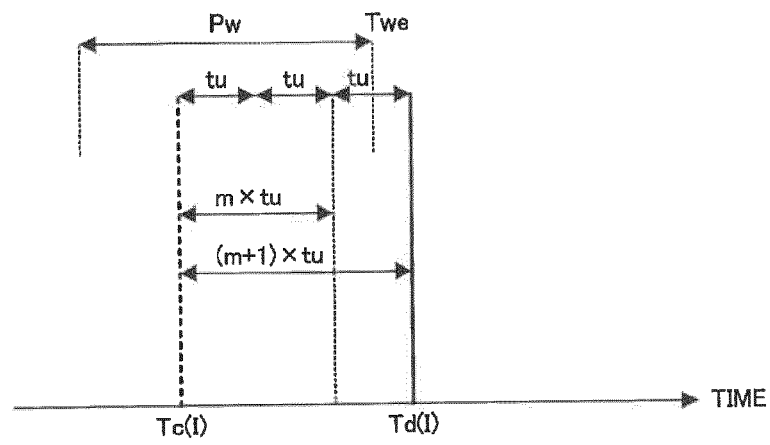 Pw Twe
tu tu tu
m×tu
(m+1)×tu
TIME
Tc(I) Td(I)